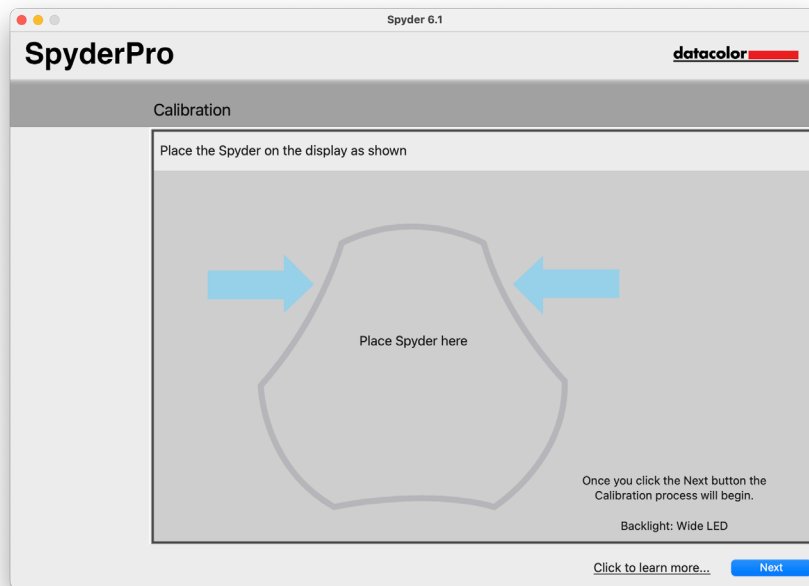 Spyder 6.1
SpyderPro
datacolor
Calibration
Place the Spyder on the display as shown
Place Spyder here
Once you click the Next button the
Calibration process will begin.
Backlight: Wide LED
Click to learn more...
Next